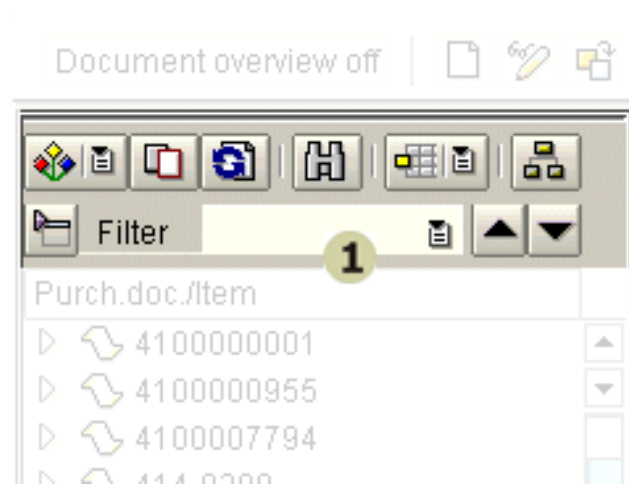 Document overview off
Filter
1
Purch.doc./Item
4100000001
4100000955
4100007794